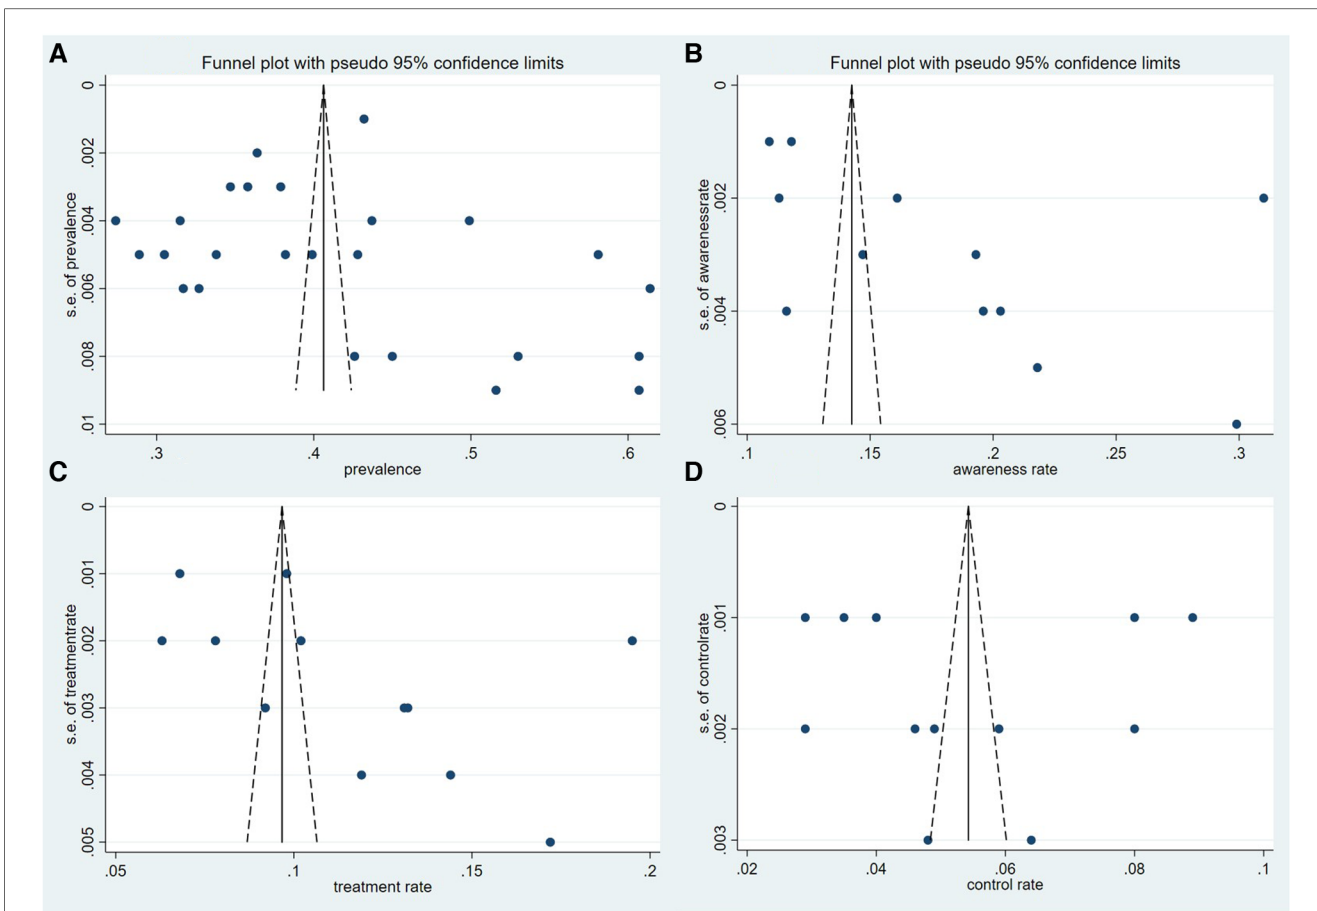 A
Funnel plot with pseudo 95% confidence limits
0
.002
.004
.006
.008
.01
s.e. of prevalence
.3
.4
.5
.6
prevalence
B
Funnel plot with pseudo 95% confidence limits
0
.002
.004
.006
s.e. of awarenessrate
.1
.15
.2
.25
.3
awareness rate
C
0
.001
.002
.003
.004
.005
s.e. of treatmentrate
.05
.1
.15
.2
treatment rate
D
0
.001
.002
.003
s.e. of controlrate
.02
.04
.06
.08
.1
control rate